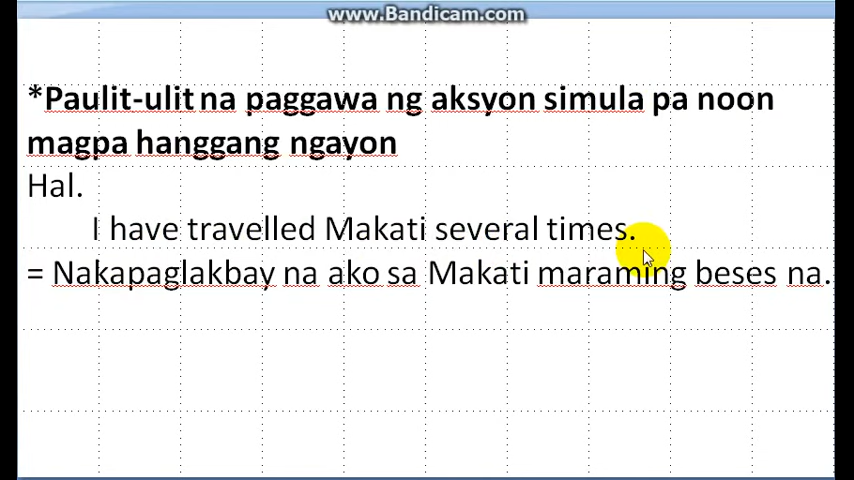 www.Bandicam.com
*Paulit-ulit na paggawa ng aksyon simula pa noon
magpa hanggang ngayon
Hal.
I have travelled Makati several times.
= Nakapaglakbay na ako sa Makati maraming beses na.